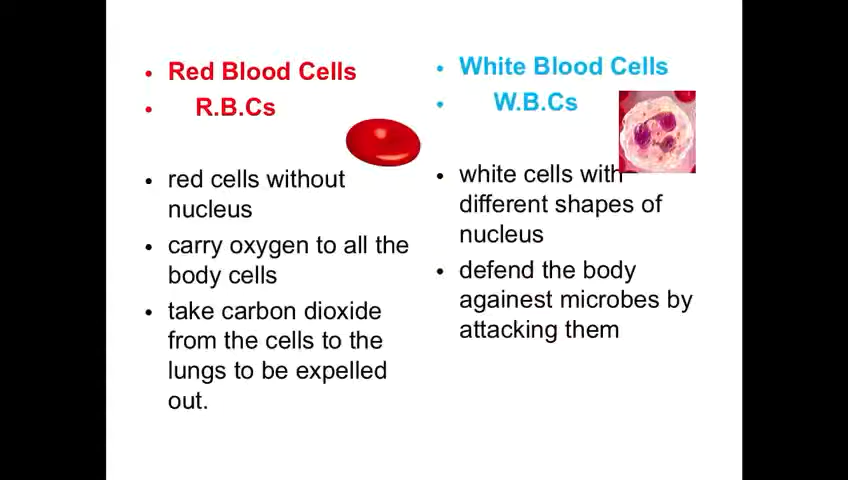 Red Blood Cells
R.B.Cs
red cells without
nucleus
carry oxygen to all the
body cells
take carbon dioxide
from the cells to the
lungs to be expelled
out.
White Blood Cells
W.B.Cs
white cells with
different shapes of
nucleus
defend the body
againest microbes by
attacking them